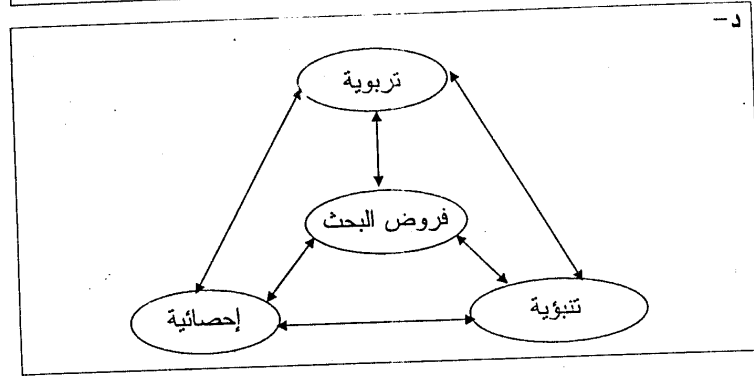 د-
تربوية
فروض البحث
تنبؤية
إحصائية